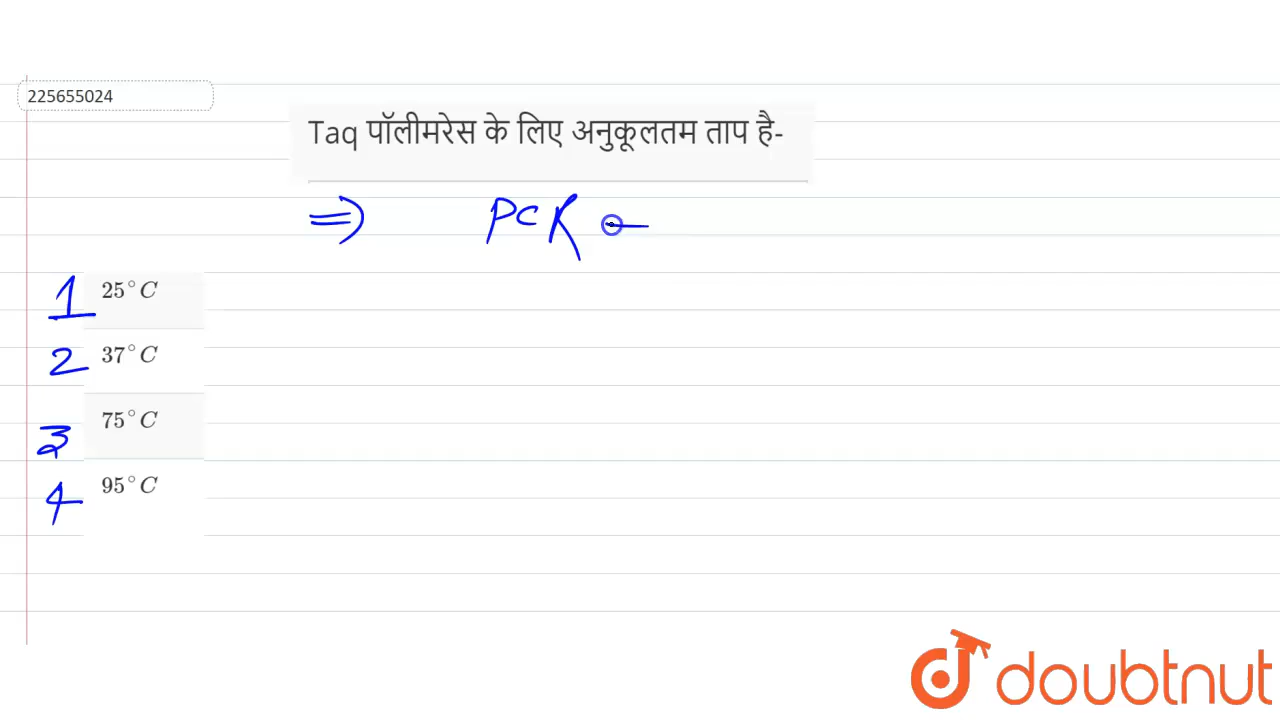 225655024
Taq पॉलीमरेस के लिए अनुकूलतम ताप है-
⇒ PCR -
1 25°C
2 37°C
3 75°C
4 95°C
doubtnut